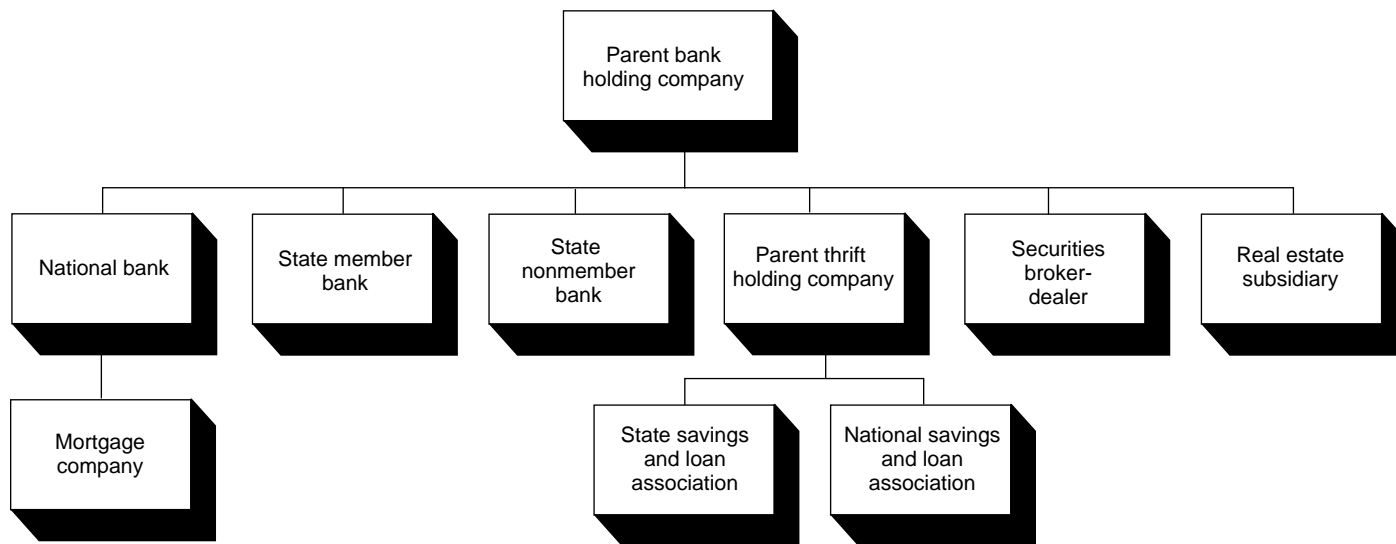 Parent bank
holding company
National bank
State member
bank
State
nonmember
bank
Parent thrift
holding company
Securities
broker-
dealer
Real estate
subsidiary
Mortgage
company
State savings
and loan
association
National savings
and loan
association